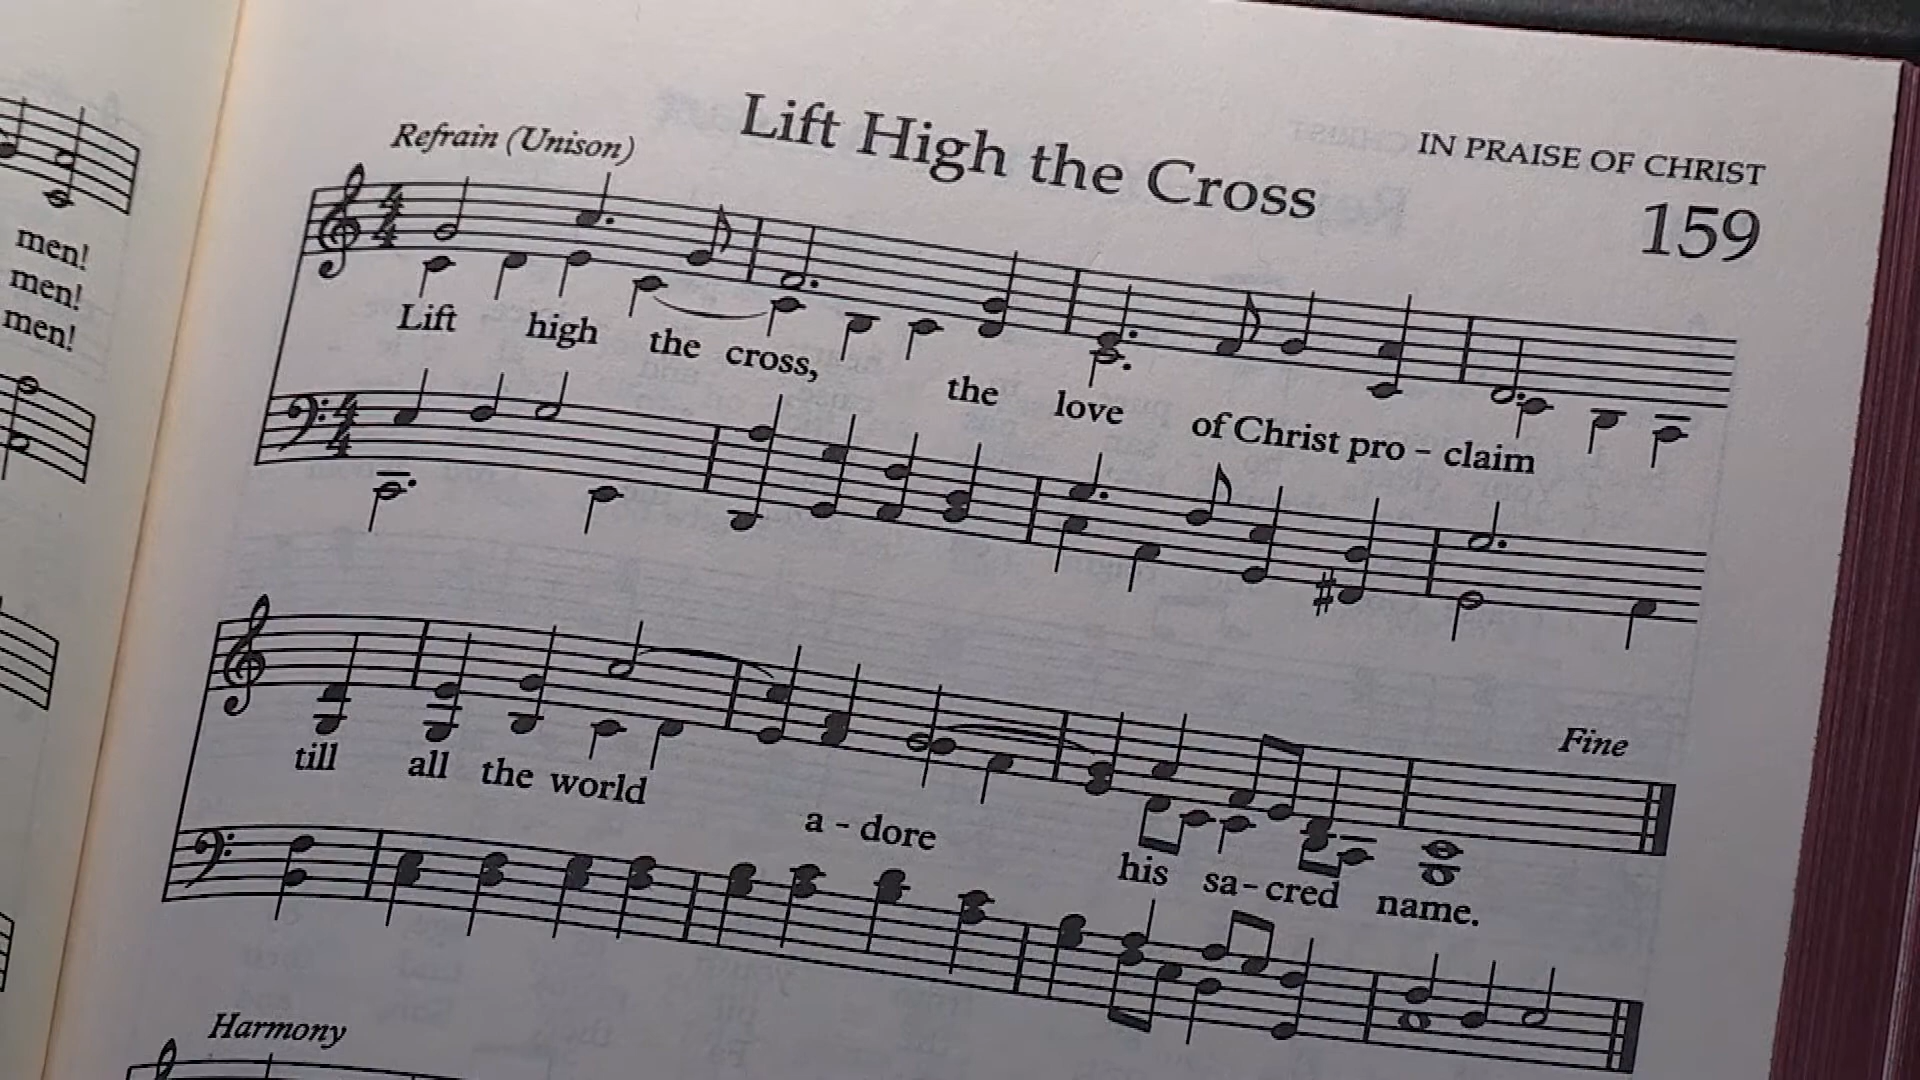 men!
men!
men!
Lift High the Cross
IN PRAISE OF CHRIST
159
Refrain (Unison)
Lift high the cross, the love of Christ pro - claim
Fine
till all the world a - dore his sa - cred name.
Harmony